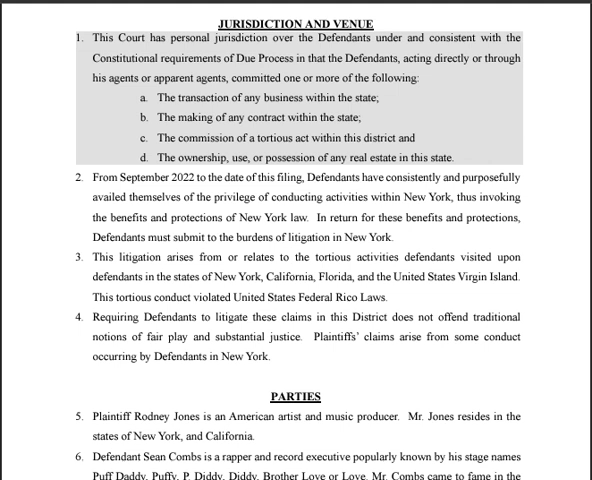 JURISDICTION AND VENUE
1. This Court has personal jurisdiction over the Defendants under and consistent with the
Constitutional requirements of Due Process in that the Defendants, acting directly or through
his agents or apparent agents, committed one or more of the following:
a. The transaction of any business within the state;
b. The making of any contract within the state;
c. The commission of a tortious act within this district and
d. The ownership, use, or possession of any real estate in this state.
2. From September 2022 to the date of this filing, Defendants have consistently and purposefully
availed themselves of the privilege of conducting activities within New York, thus invoking
the benefits and protections of New York law. In return for these benefits and protections,
Defendants must submit to the burdens of litigation in New York.
3. This litigation arises from or relates to the tortious activities defendants visited upon
defendants in the states of New York, California, Florida, and the United States Virgin Island.
This tortious conduct violated United States Federal Rico Laws.
4. Requiring Defendants to litigate these claims in this District does not offend traditional
notions of fair play and substantial justice. Plaintiffs' claims arise from some conduct
occurring by Defendants in New York.
PARTIES
5. Plaintiff Rodney Jones is an American artist and music producer. Mr. Jones resides in the
states of New York, and California.
6. Defendant Sean Combs is a rapper and record executive popularly known by his stage names
Puff Daddy, Puffy, P. Diddy, Diddy, Brother Love or Love. Mr. Combs came to fame in the